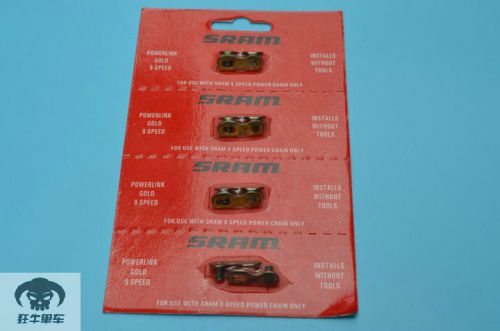 SRAM
POWERLINK
GOLD
9-SPEED
INSTALLS
WITHOUT
TOOLS
FOR USE WITH SRAM 9 SPEED POWER CHAIN ONLY
SRAM
POWERLINK
GOLD
9-SPEED
INSTALLS
WITHOUT
TOOLS
FOR USE WITH SRAM 9 SPEED POWER CHAIN ONLY
SRAM
POWERLINK
GOLD
9-SPEED
INSTALLS
WITHOUT
TOOLS
FOR USE WITH SRAM 9 SPEED POWER CHAIN ONLY
SRAM
POWERLINK
GOLD
9 SPEED
INSTALLS
WITHOUT
TOOLS
FOR USE WITH SRAM 9 SPEED POWER CHAIN ONLY
狂牛单车